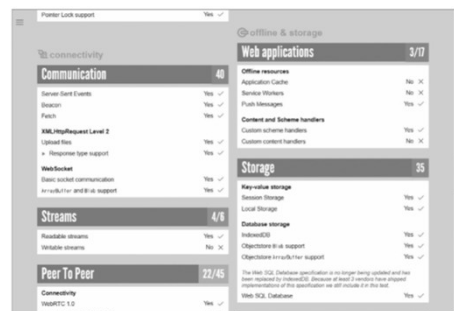 Pointer Lock support Yes ✓
connectivity
Communication 40
Server-Sent Events Yes ✓
Beacon Yes ✓
Fetch Yes ✓
XMLHttpRequest Level 2
Upload files Yes ✓
Response type support Yes ✓
WebSocket
Basic socket communication Yes ✓
ArrayBuffer and Blob support Yes ✓
Streams 4/6
Readable streams Yes ✓
Writable streams No ✕
Peer To Peer 22/45
Connectivity
WebRTC 1.0 Yes ✓
offline & storage
Web applications 3/17
Offline resources
Application Cache No ✕
Service Workers No ✕
Push Messages Yes ✓
Content and Scheme handlers
Custom scheme handlers Yes ✓
Custom content handlers No ✕
Storage 35
Key-value storage
Session Storage Yes ✓
Local Storage Yes ✓
Database storage
IndexedDB Yes ✓
Objectstore Blob support Yes ✓
Objectstore ArrayBuffer support Yes ✓
The Web SQL Database specification is no longer being updated and has
been replaced by IndexedDB. Because at least 3 vendors have shipped
implementations of this specification we still include it in this test.
Web SQL Database Yes ✓